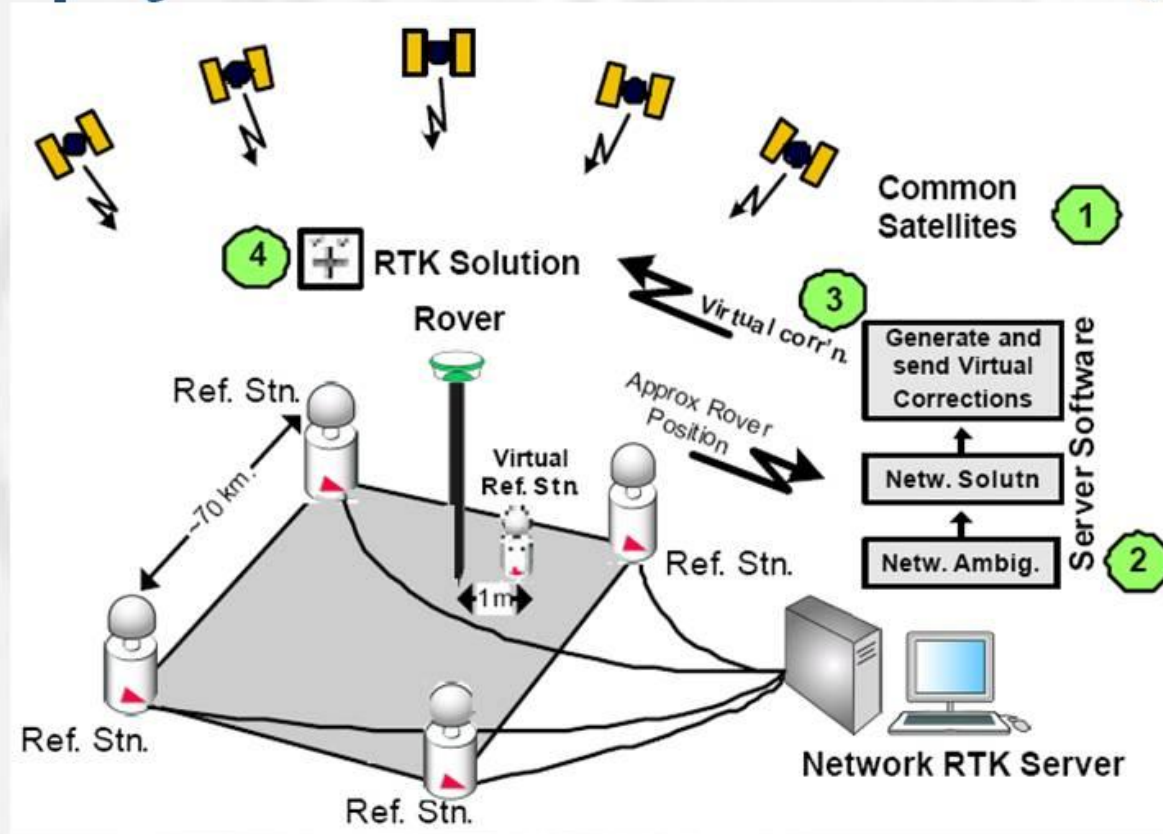 Common
Satellites
1
4
RTK Solution
3
Virtual corr'n.
Rover
Generate and
send Virtual
Corrections
Server Software
Ref. Stn.
Approx Rover
Position
Virtual
Ref. Stn.
Netw. Solutn
~70 km.
Ref. Stn.
Netw. Ambig.
2
1m
Ref. Stn.
Network RTK Server
Ref. Stn.